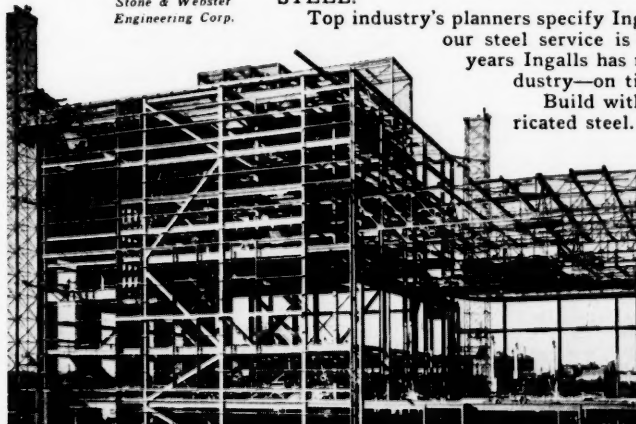 Stone & Webster
Engineering Corp.
STEEL.
Top industry's planners specify Ing
our steel service is
years Ingalls has
dustry—on ti
Build with
ricated steel.